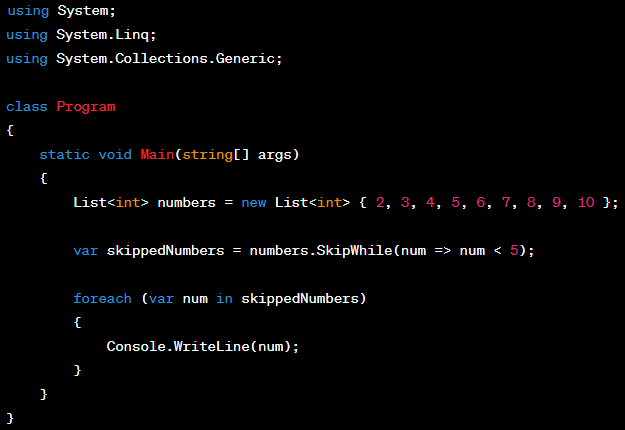 using System;
using System.Linq;
using System.Collections.Generic;

class Program
{
    static void Main(string[] args)
    {
        List<int> numbers = new List<int> { 2, 3, 4, 5, 6, 7, 8, 9, 10 };

        var skippedNumbers = numbers.SkipWhile(num => num < 5);

        foreach (var num in skippedNumbers)
        {
            Console.WriteLine(num);
        }
    }
}